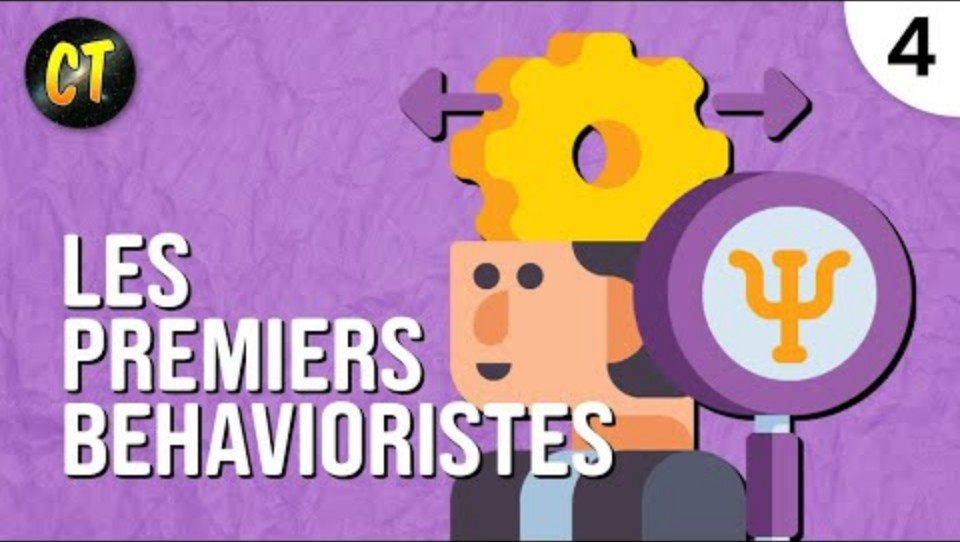 CT
4
LES
PREMIERS
BEHAVIORISTES
Ψ